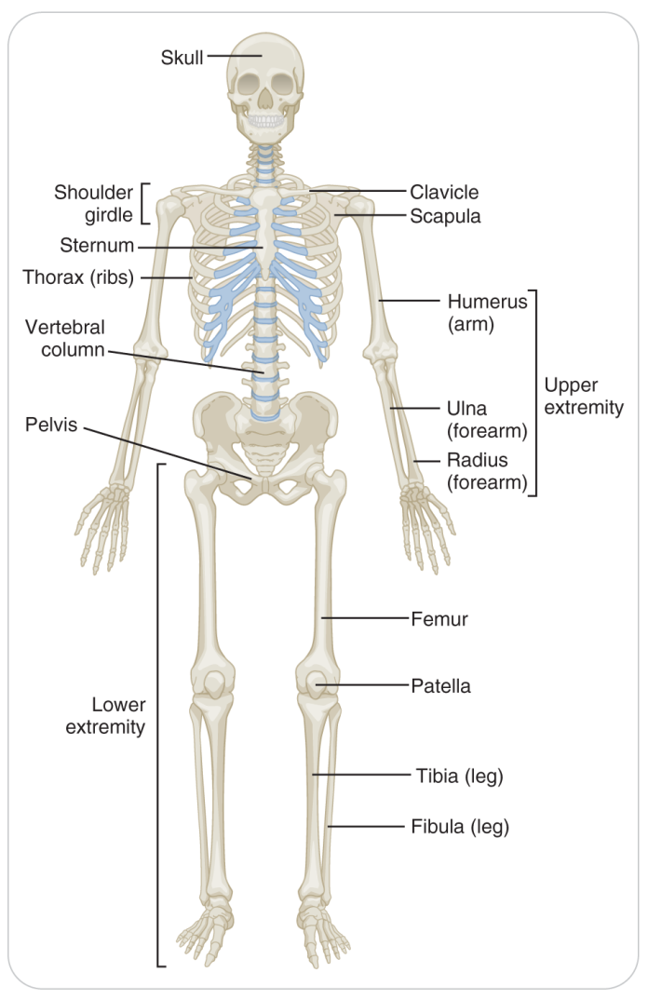 Skull
Shoulder
girdle
Clavicle
Scapula
Sternum
Thorax (ribs)
Humerus
(arm)
Vertebral
column
Upper
extremity
Ulna
(forearm)
Pelvis
Radius
(forearm)
Femur
Patella
Lower
extremity
Tibia (leg)
Fibula (leg)